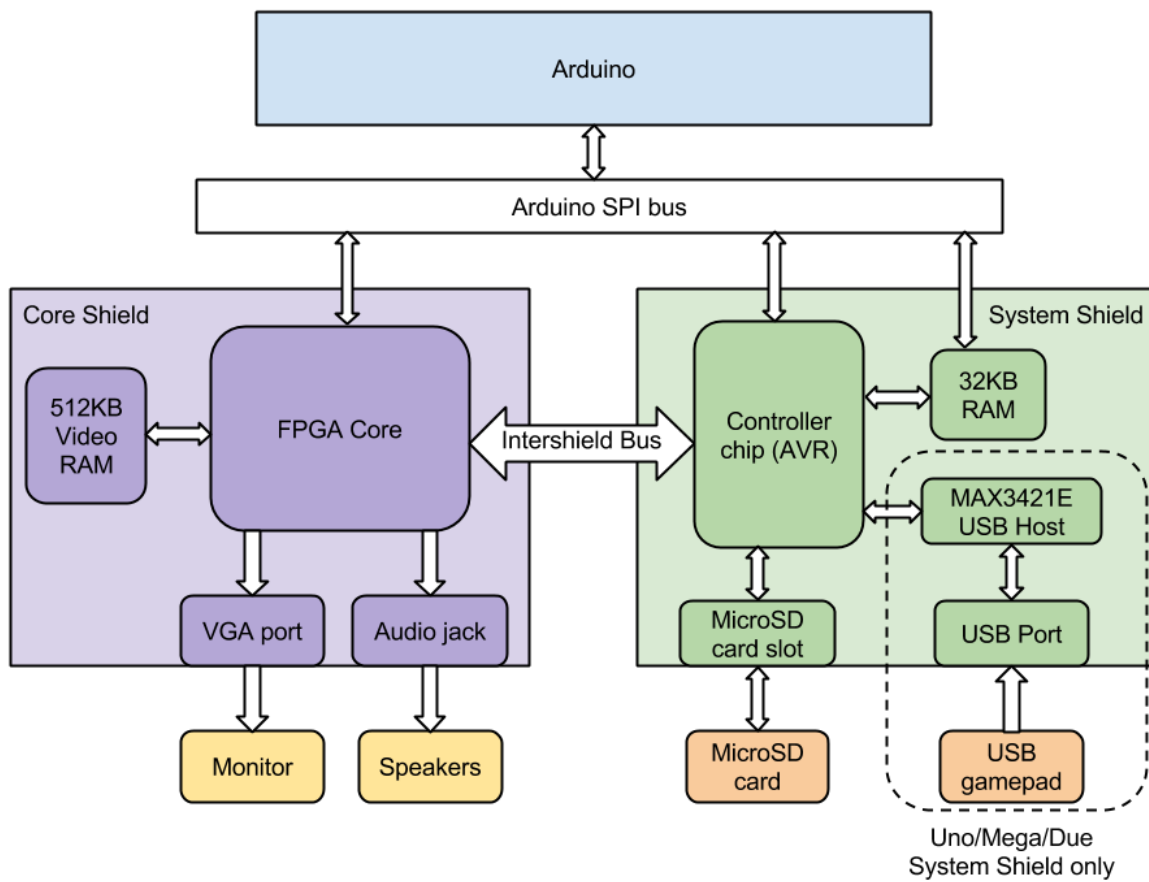 Arduino
Arduino SPI bus
Core Shield
System Shield
512KB
Video
RAM
FPGA Core
Intershield Bus
Controller
chip (AVR)
32KB
RAM
MAX3421E
USB Host
VGA port
Audio jack
MicroSD
card slot
USB Port
Monitor
Speakers
MicroSD
card
USB
gamepad
Uno/Mega/Due
System Shield only